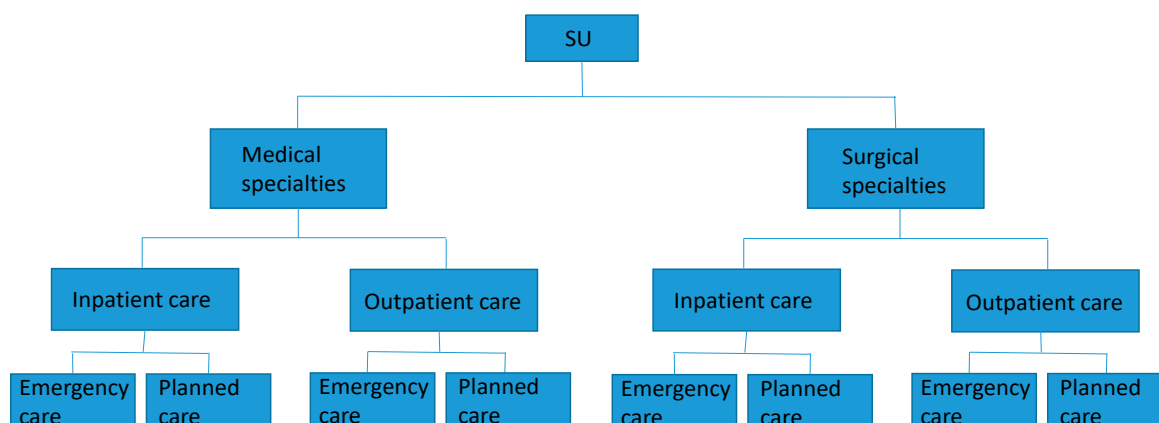 SU
Medical
specialties
Surgical
specialties
Inpatient care
Outpatient care
Inpatient care
Outpatient care
Emergency
care
Planned
care
Emergency
care
Planned
care
Emergency
care
Planned
care
Emergency
care
Planned
care